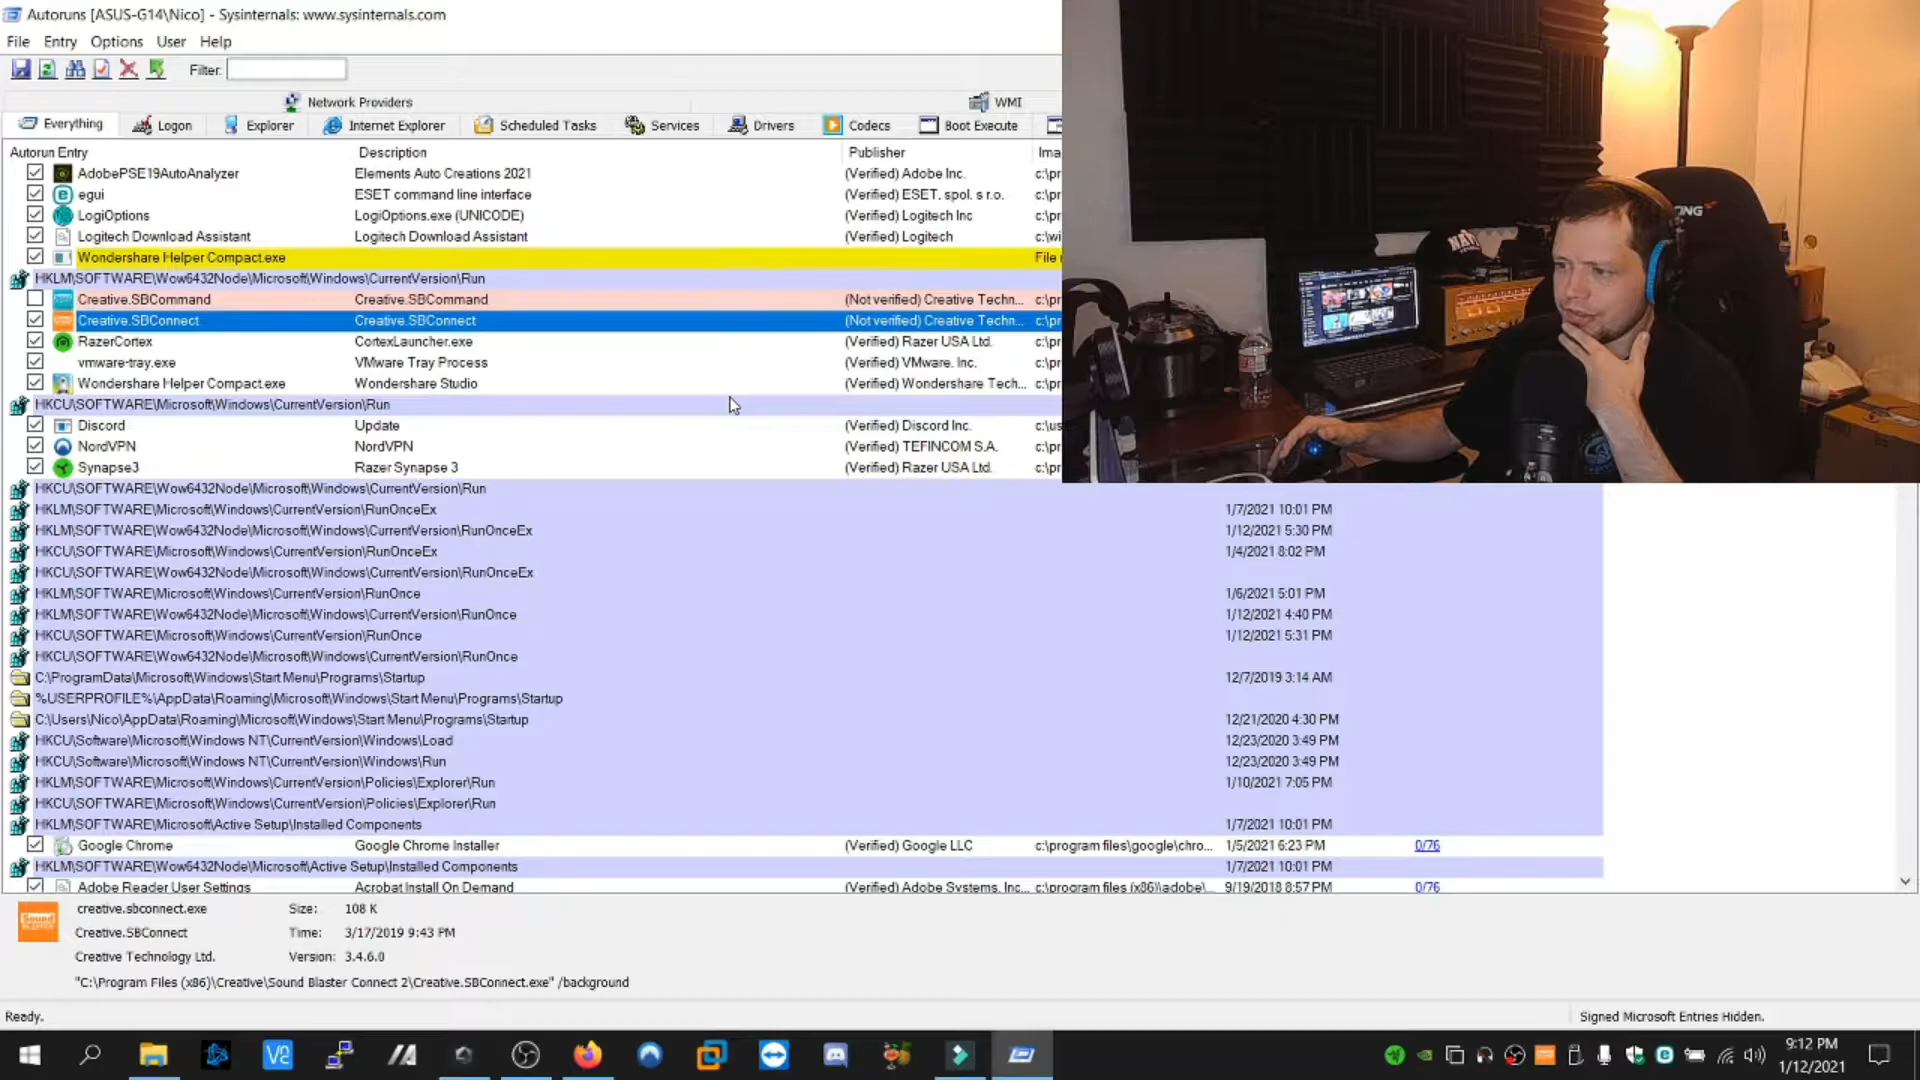 Autoruns [ASUS-G14\Nico] - Sysinternals: www.sysinternals.com
File Entry Options User Help
Filter:
Network Providers WMI
Everything Logon Explorer Internet Explorer Scheduled Tasks Services Drivers Codecs Boot Execute
Autorun Entry Description Publisher Ima
AdobePSE19AutoAnalyzer Elements Auto Creations 2021 (Verified) Adobe Inc. c:\pr
egui ESET command line interface (Verified) ESET, spol. s r.o. c:\pr
LogiOptions LogiOptions.exe (UNICODE) (Verified) Logitech Inc c:\pr
Logitech Download Assistant Logitech Download Assistant (Verified) Logitech c:\wi
Wondershare Helper Compact.exe File r
HKLM\SOFTWARE\Wow6432Node\Microsoft\Windows\CurrentVersion\Run
Creative.SBCommand Creative.SBCommand (Not verified) Creative Techn... c:\pr
Creative.SBConnect Creative.SBConnect (Not verified) Creative Techn... c:\pr
RazerCortex CortexLauncher.exe (Verified) Razer USA Ltd. c:\pr
vmware-tray.exe VMware Tray Process (Verified) VMware, Inc. c:\pr
Wondershare Helper Compact.exe Wondershare Studio (Verified) Wondershare Tech... c:\pr
HKCU\SOFTWARE\Microsoft\Windows\CurrentVersion\Run
Discord Update (Verified) Discord Inc. c:\us
NordVPN NordVPN (Verified) TEFINCOM S.A. c:\pr
Synapse3 Razer Synapse 3 (Verified) Razer USA Ltd. c:\pr
HKCU\SOFTWARE\Wow6432Node\Microsoft\Windows\CurrentVersion\Run
HKLM\SOFTWARE\Microsoft\Windows\CurrentVersion\RunOnceEx 1/7/2021 10:01 PM
HKLM\SOFTWARE\Wow6432Node\Microsoft\Windows\CurrentVersion\RunOnceEx 1/12/2021 5:30 PM
HKCU\SOFTWARE\Microsoft\Windows\CurrentVersion\RunOnceEx 1/4/2021 8:02 PM
HKCU\SOFTWARE\Wow6432Node\Microsoft\Windows\CurrentVersion\RunOnceEx
HKLM\SOFTWARE\Microsoft\Windows\CurrentVersion\RunOnce 1/6/2021 5:01 PM
HKLM\SOFTWARE\Wow6432Node\Microsoft\Windows\CurrentVersion\RunOnce 1/12/2021 4:40 PM
HKCU\SOFTWARE\Microsoft\Windows\CurrentVersion\RunOnce 1/12/2021 5:31 PM
HKCU\SOFTWARE\Wow6432Node\Microsoft\Windows\CurrentVersion\RunOnce
C:\ProgramData\Microsoft\Windows\Start Menu\Programs\Startup 12/7/2019 3:14 AM
%USERPROFILE%\AppData\Roaming\Microsoft\Windows\Start Menu\Programs\Startup
C:\Users\Nico\AppData\Roaming\Microsoft\Windows\Start Menu\Programs\Startup 12/21/2020 4:30 PM
HKCU\Software\Microsoft\Windows NT\CurrentVersion\Windows\Load 12/23/2020 3:49 PM
HKCU\Software\Microsoft\Windows NT\CurrentVersion\Windows\Run 12/23/2020 3:49 PM
HKLM\SOFTWARE\Microsoft\Windows\CurrentVersion\Policies\Explorer\Run 1/10/2021 7:05 PM
HKCU\SOFTWARE\Microsoft\Windows\CurrentVersion\Policies\Explorer\Run
HKLM\SOFTWARE\Microsoft\Active Setup\Installed Components 1/7/2021 10:01 PM
Google Chrome Google Chrome Installer (Verified) Google LLC c:\program files\google\chro... 1/5/2021 6:23 PM 0/76
HKLM\SOFTWARE\Wow6432Node\Microsoft\Active Setup\Installed Components 1/7/2021 10:01 PM
Adobe Reader User Settings Acrobat Install On Demand (Verified) Adobe Systems, Inc... c:\program files (x86)\adobe\... 9/19/2018 8:57 PM 0/76
creative.sbconnect.exe Size: 108 K
Creative.SBConnect Time: 3/17/2019 9:43 PM
Creative Technology Ltd. Version: 3.4.6.0
"C:\Program Files (x86)\Creative\Sound Blaster Connect 2\Creative.SBConnect.exe" /background
Ready. Signed Microsoft Entries Hidden.
9:12 PM
1/12/2021